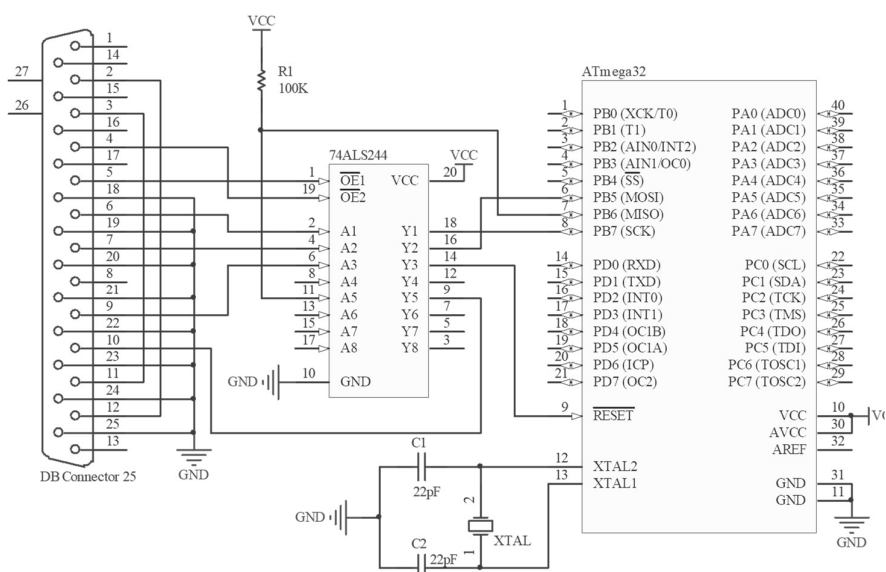 VCC
R1
100K
27
26
1
14
2
15
3
16
4
17
5
18
6
19
7
20
8
21
9
22
10
23
11
24
12
25
13
DB Connector 25
GND
74ALS244
1 OE1 VCC 20 VCC
19 OE2
2 A1 Y1 18
4 A2 Y2 16
6 A3 Y3 14
8 A4 Y4 12
11 A5 Y5 9
13 A6 Y6 7
15 A7 Y7 5
17 A8 Y8 3
GND 10 GND
ATmega32
1 PB0 (XCK/T0) PA0 (ADC0) 40
2 PB1 (T1) PA1 (ADC1) 39
3 PB2 (AIN0/INT2) PA2 (ADC2) 38
4 PB3 (AIN1/OC0) PA3 (ADC3) 37
5 PB4 (SS) PA4 (ADC4) 36
6 PB5 (MOSI) PA5 (ADC5) 35
7 PB6 (MISO) PA6 (ADC6) 34
8 PB7 (SCK) PA7 (ADC7) 33
14 PD0 (RXD) PC0 (SCL) 22
15 PD1 (TXD) PC1 (SDA) 23
16 PD2 (INT0) PC2 (TCK) 24
17 PD3 (INT1) PC3 (TMS) 25
18 PD4 (OC1B) PC4 (TDO) 26
19 PD5 (OC1A) PC5 (TDI) 27
20 PD6 (ICP) PC6 (TOSC1) 28
21 PD7 (OC2) PC7 (TOSC2) 29
9 RESET VCC 10
AVCC 30
AREF 32
12 XTAL2
13 XTAL1 GND 31
GND 11
GND
C1
22pF
GND
2
XTAL
1
C2
22pF